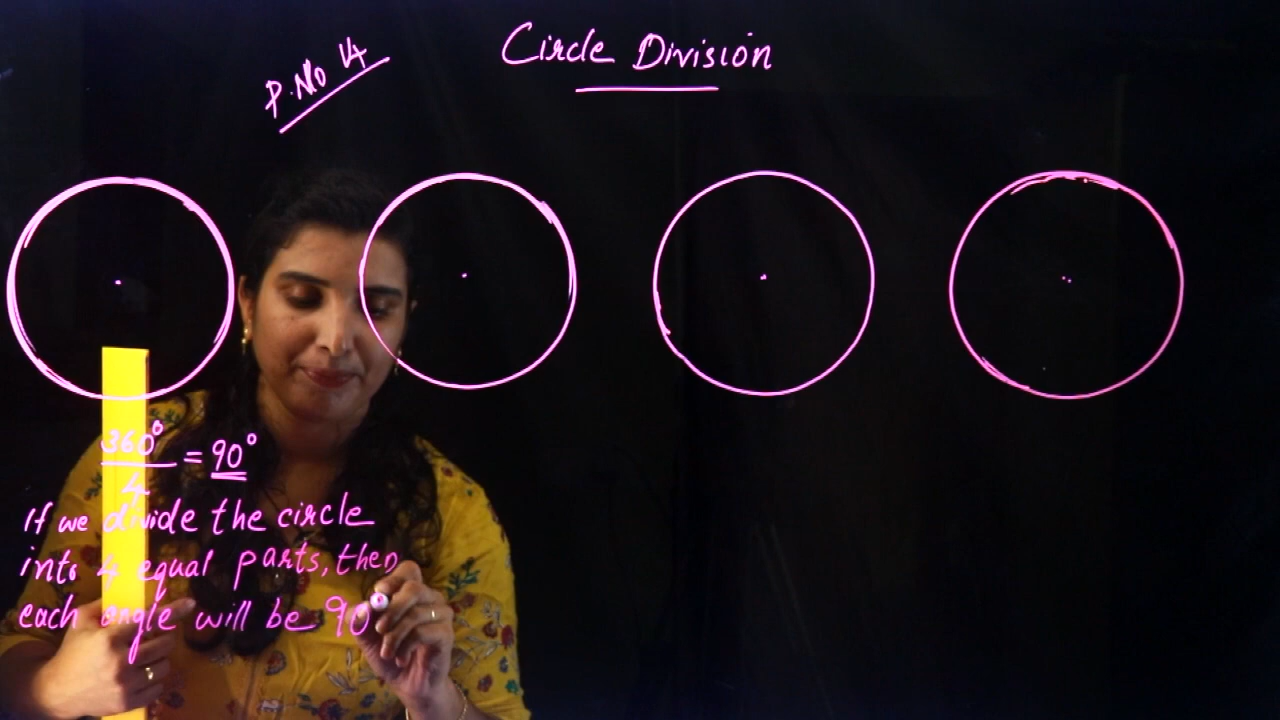 Circle Division
P.No 14
360°
4
= 90°
If we divide the circle
into 4 equal parts, then
each angle will be 90°